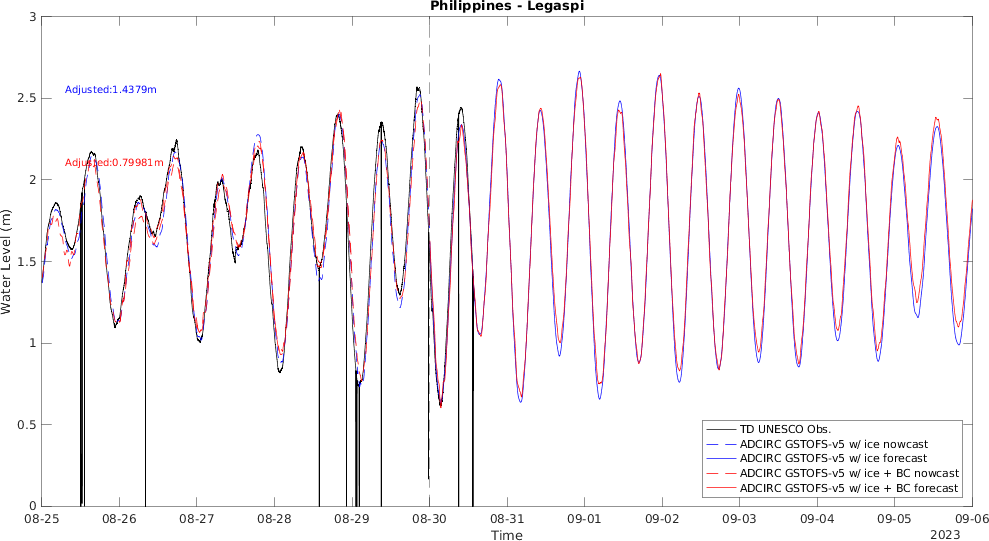 Philippines - Legaspi
3
2.5
2
1.5
1
0.5
0
Water Level (m)
Adjusted:1.4379m
Adjusted:0.79981m
TD UNESCO Obs.
ADCIRC GSTOFS-v5 w/ ice nowcast
ADCIRC GSTOFS-v5 w/ ice forecast
ADCIRC GSTOFS-v5 w/ ice + BC nowcast
ADCIRC GSTOFS-v5 w/ ice + BC forecast
08-25 08-26 08-27 08-28 08-29 08-30 08-31 09-01 09-02 09-03 09-04 09-05 09-06
Time
2023